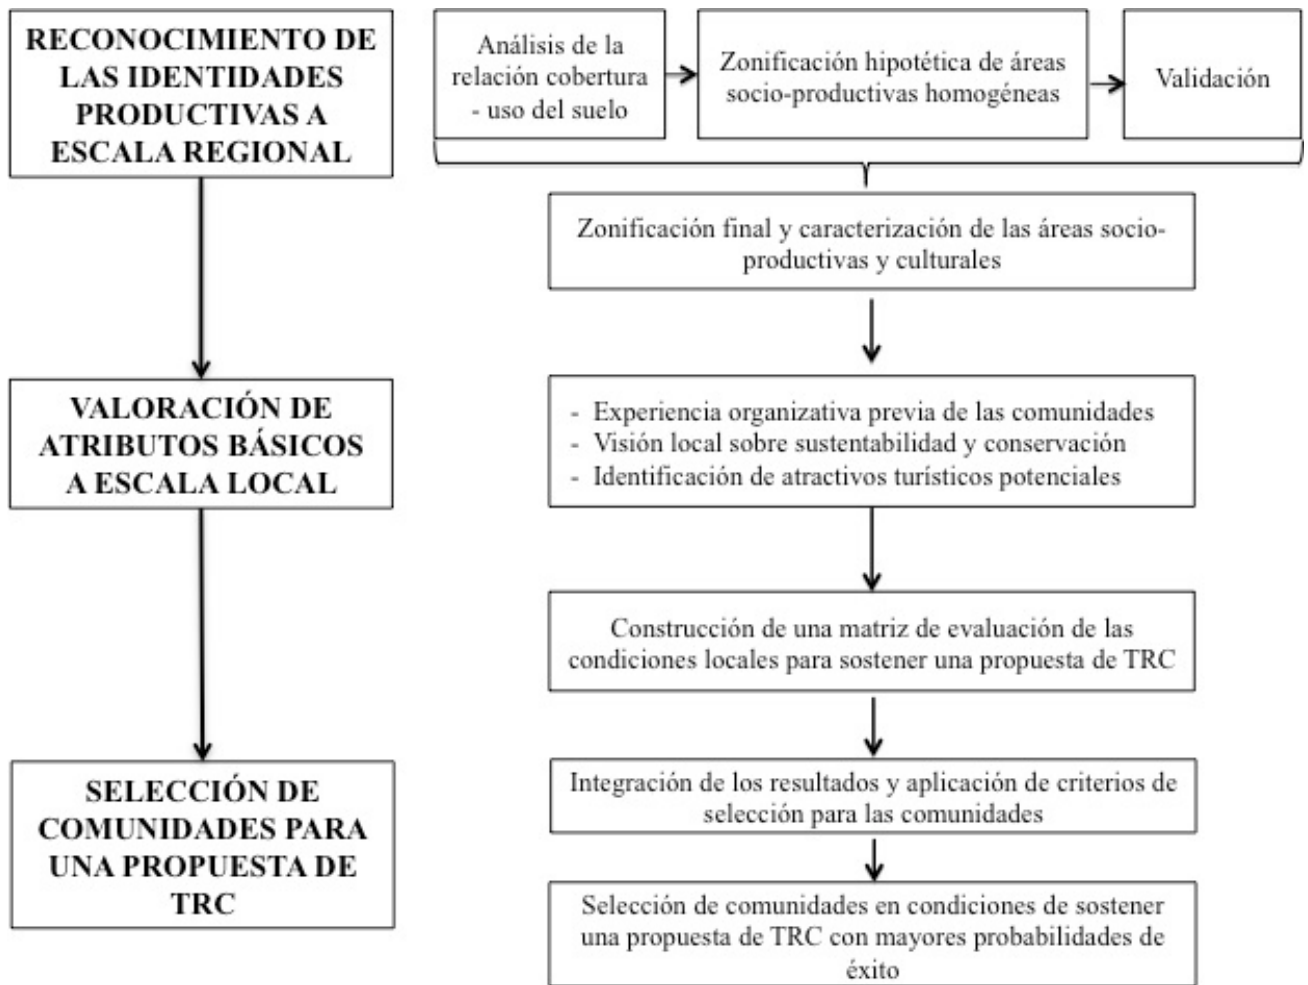 RECONOCIMIENTO DE
LAS IDENTIDADES
PRODUCTIVAS A
ESCALA REGIONAL
Análisis de la
relación cobertura
- uso del suelo
Zonificación hipotética de áreas
socio-productivas homogéneas
Validación
Zonificación final y caracterización de las áreas socio-
productivas y culturales
VALORACIÓN DE
ATRIBUTOS BÁSICOS
A ESCALA LOCAL
- Experiencia organizativa previa de las comunidades
- Visión local sobre sustentabilidad y conservación
- Identificación de atractivos turísticos potenciales
Construcción de una matriz de evaluación de las
condiciones locales para sostener una propuesta de TRC
SELECCIÓN DE
COMUNIDADES PARA
UNA PROPUESTA DE
TRC
Integración de los resultados y aplicación de criterios de
selección para las comunidades
Selección de comunidades en condiciones de sostener
una propuesta de TRC con mayores probabilidades de
éxito